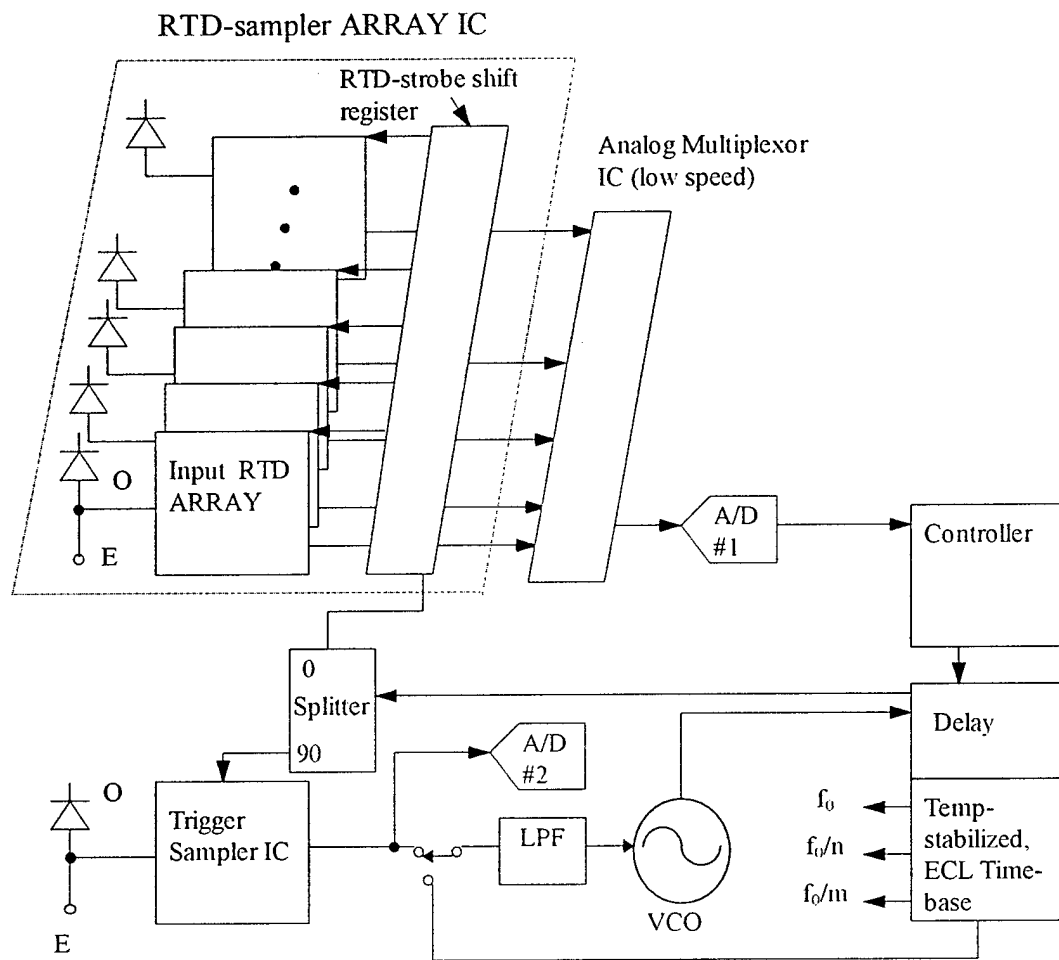 RTD-sampler ARRAY IC
RTD-strobe shift
register
Analog Multiplexor
IC (low speed)
O
Input RTD
ARRAY
E
A/D
#1
Controller
0
Splitter
90
Delay
A/D
#2
O
Trigger
Sampler IC
LPF
VCO
E
f₀
f₀/n
f₀/m
Temp-
stabilized,
ECL Time-
base